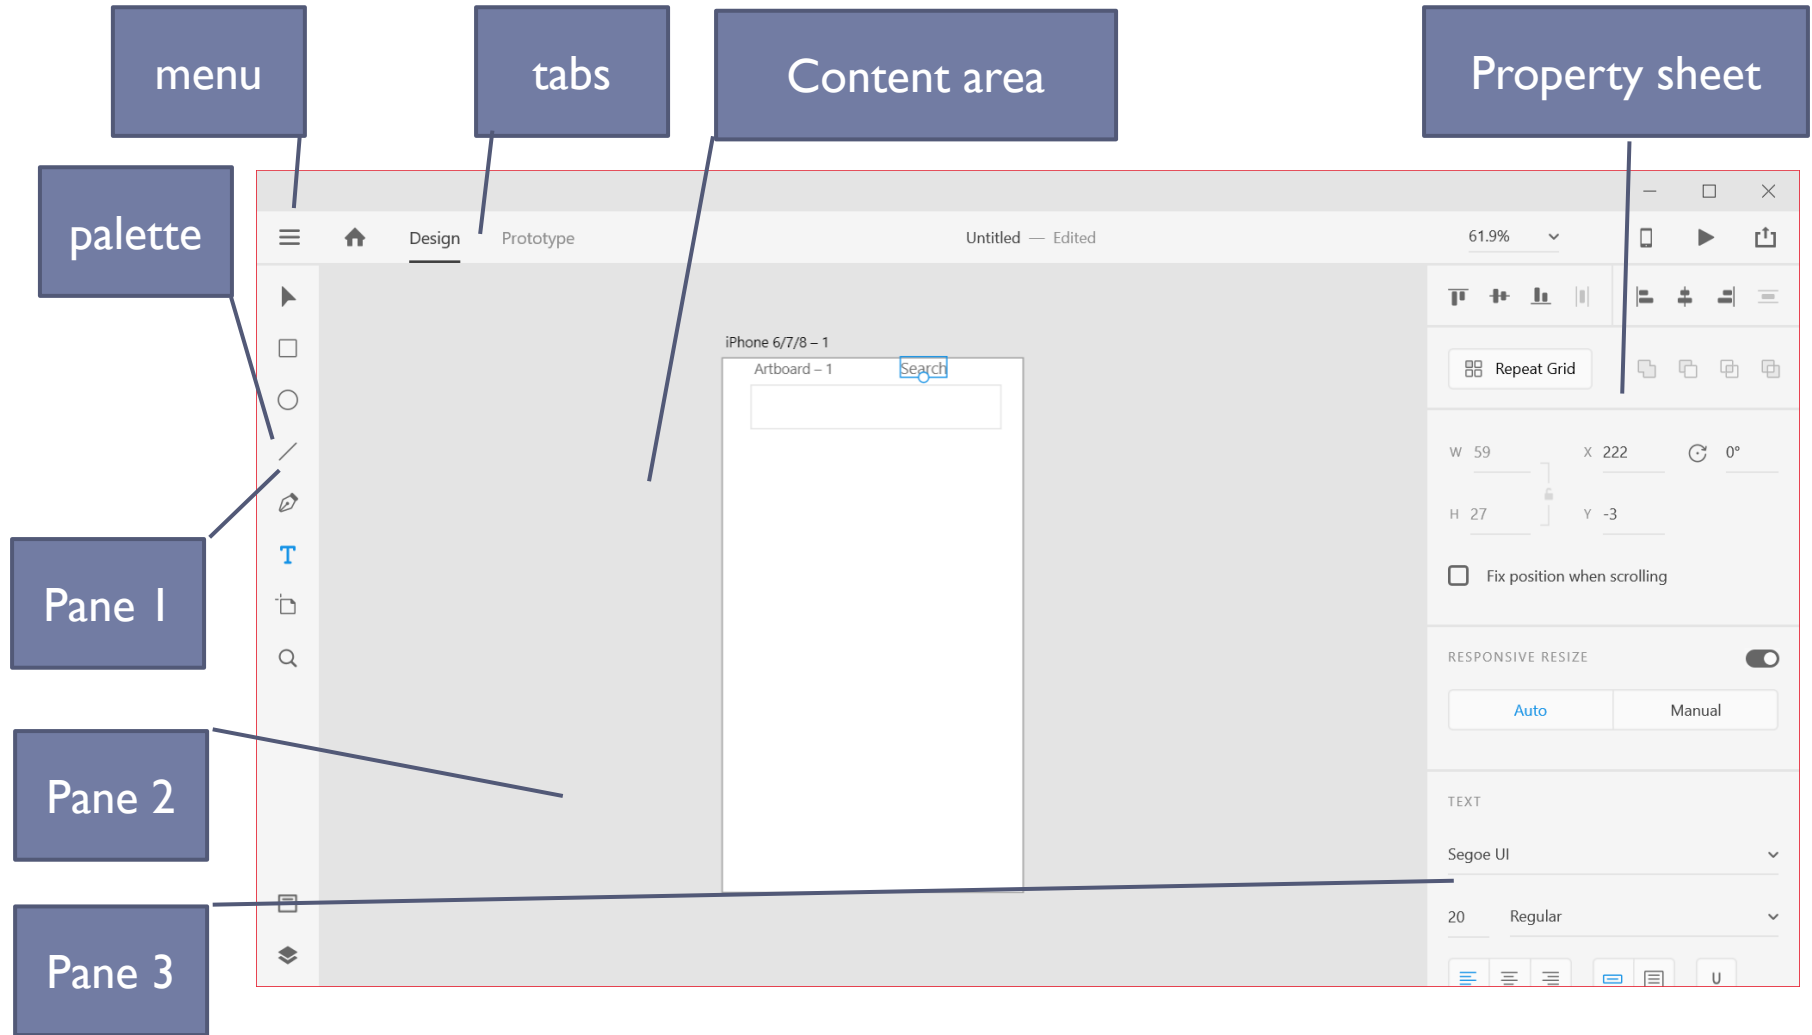 menu
tabs
Content area
Property sheet
palette
Design Prototype Untitled — Edited 61.9%
iPhone 6/7/8 – 1
Artboard – 1 Search
Repeat Grid
W 59 X 222 0°
H 27 Y -3
Fix position when scrolling
Pane 1
RESPONSIVE RESIZE
Auto Manual
Pane 2
TEXT
Segoe UI
20 Regular
Pane 3
T
U